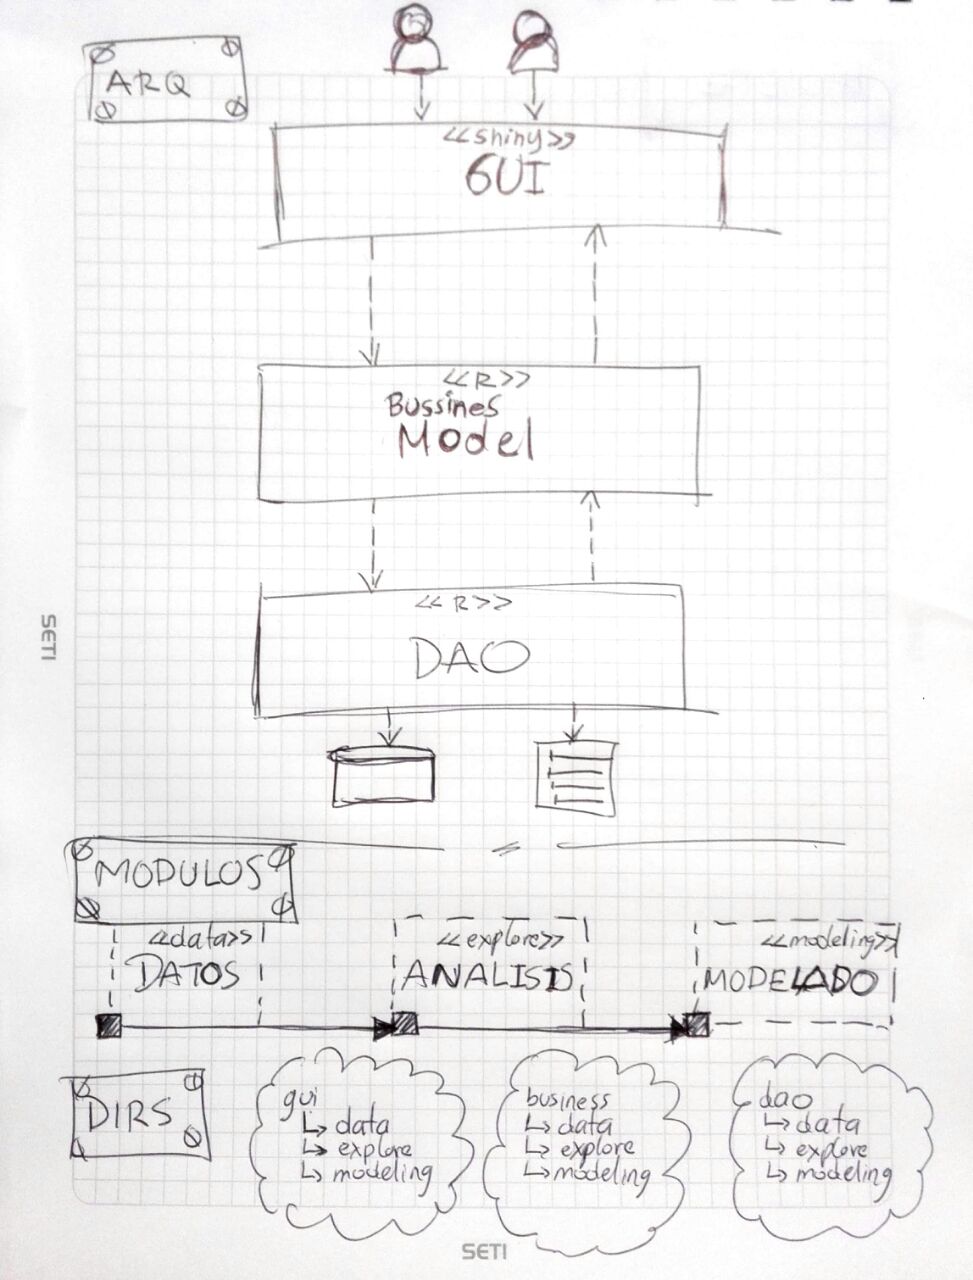 ARQ
<<shiny>>
GUI
<<R>>
Bussines
Model
<<R>>
DAO
SETI
MODULOS
<<data>>
DATOS
<<explore>>
ANALISIS
<<modeling>>
MODELADO
DIRS
gui
↳ data
↳ explore
↳ modeling
business
↳ data
↳ explore
↳ modeling
dao
↳ data
↳ explore
↳ modeling
SETI